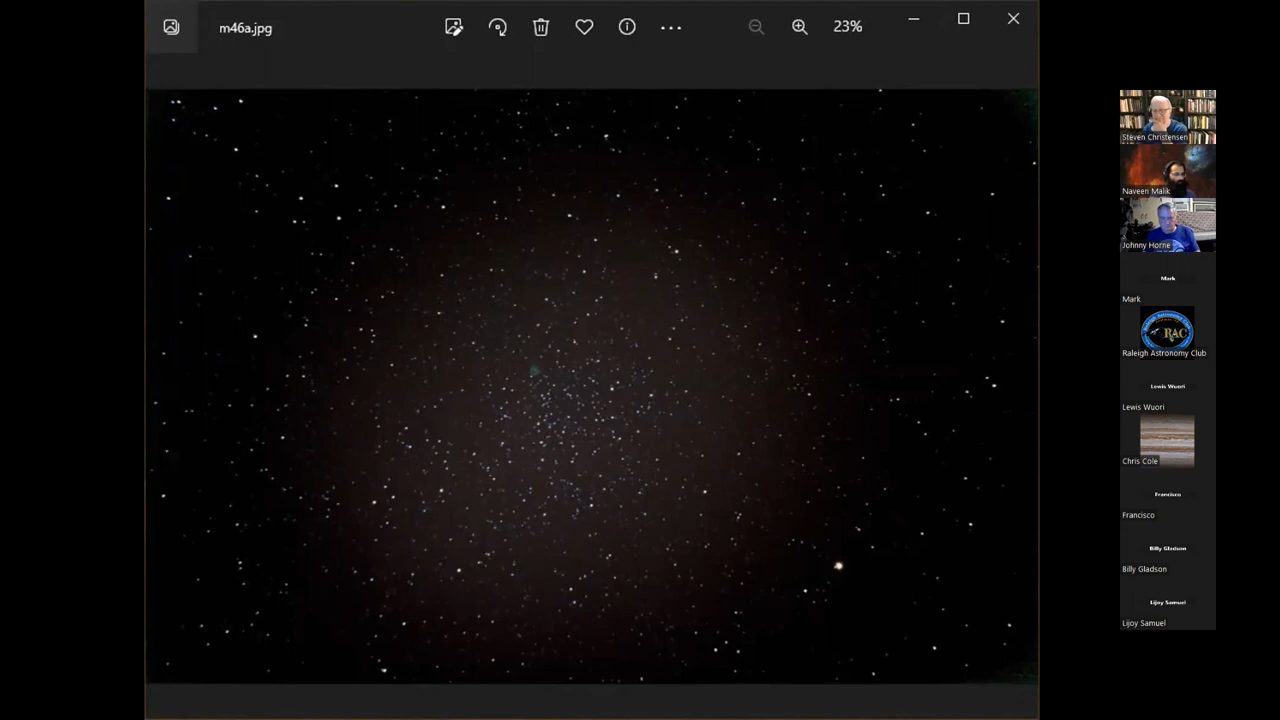 m46a.jpg
23%
Steven Christensen
Naveen Malik
Johnny Horne
Mark
Mark
RAC
Raleigh Astronomy Club
Lewis Wuori
Lewis Wuori
Chris Cole
Francisco
Francisco
Billy Gladson
Billy Gladson
Lijoy Samuel
Lijoy Samuel